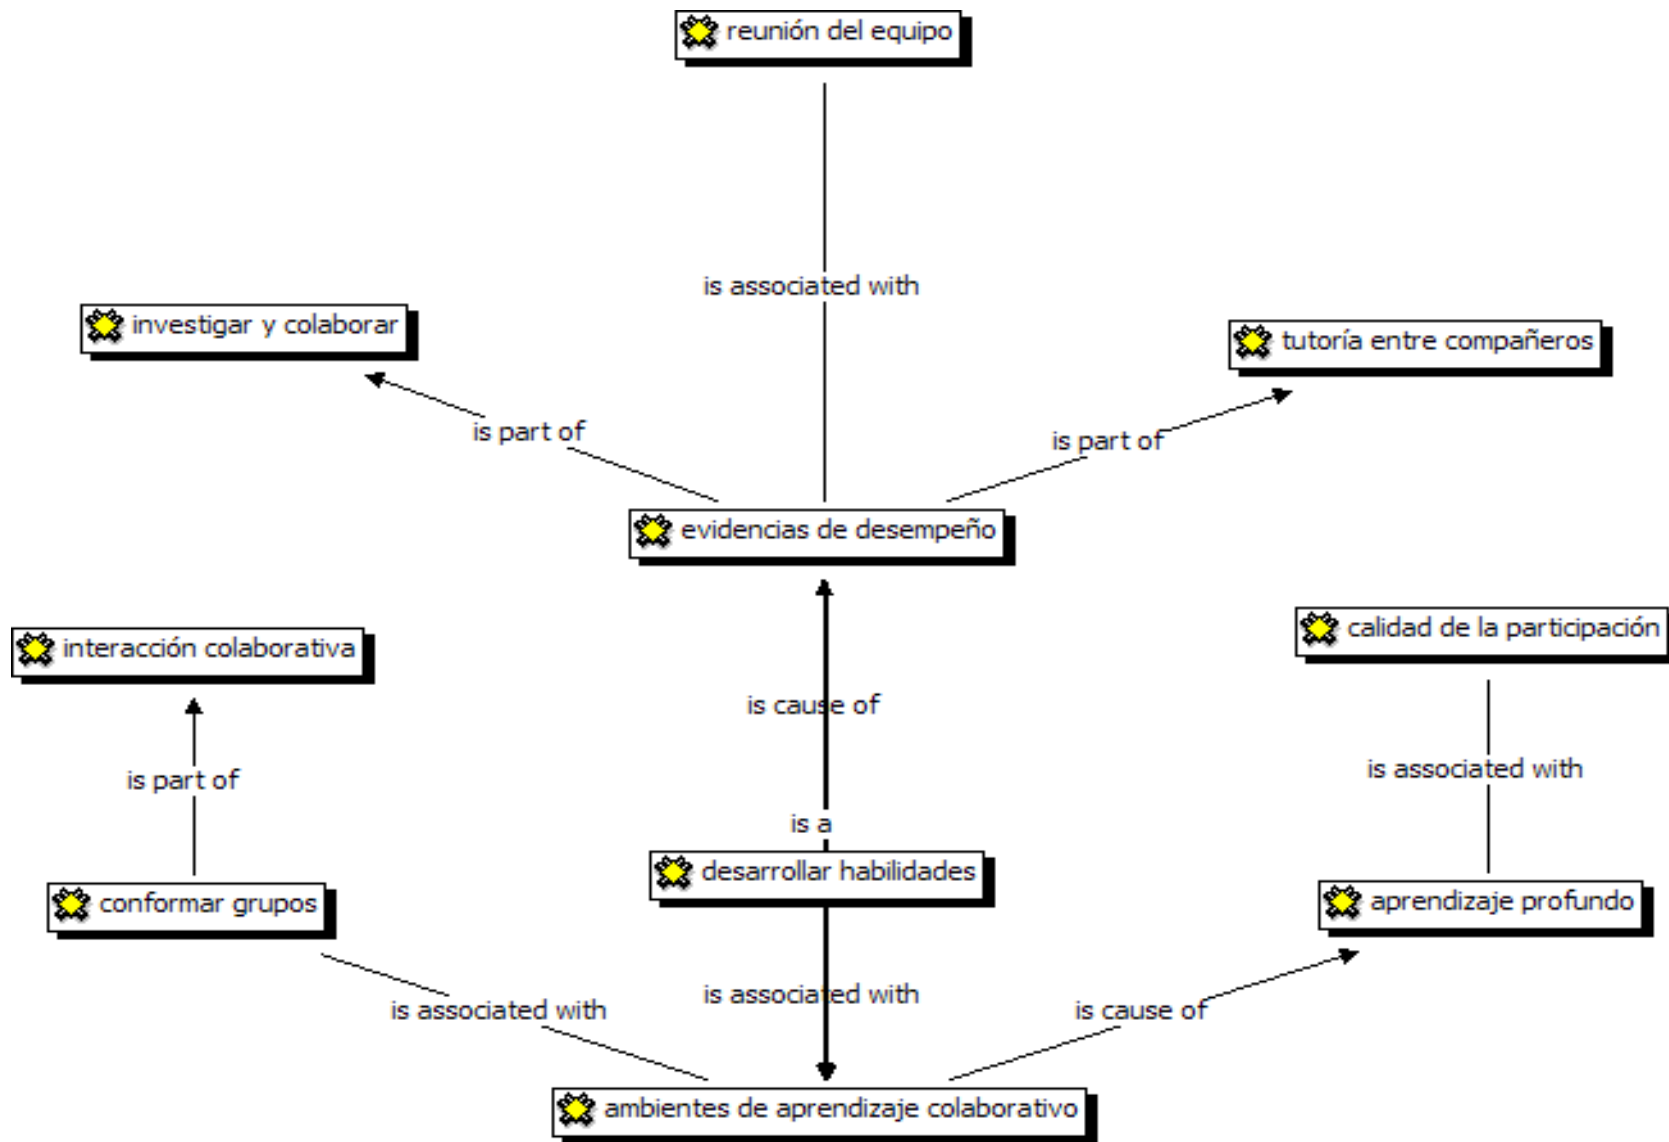 reunión del equipo
is associated with
investigar y colaborar
tutoría entre compañeros
is part of
is part of
evidencias de desempeño
calidad de la participación
interacción colaborativa
is cause of
is associated with
is part of
is a
desarrollar habilidades
aprendizaje profundo
conformar grupos
is associated with
is associated with
is cause of
ambientes de aprendizaje colaborativo